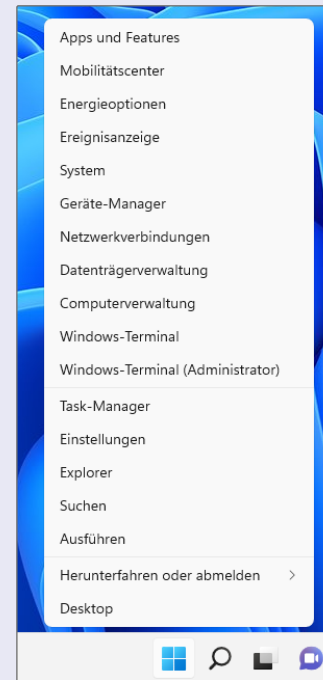 Apps und Features
Mobilitätscenter
Energieoptionen
Ereignisanzeige
System
Geräte-Manager
Netzwerkverbindungen
Datenträgerverwaltung
Computerverwaltung
Windows-Terminal
Windows-Terminal (Administrator)
Task-Manager
Einstellungen
Explorer
Suchen
Ausführen
Herunterfahren oder abmelden
Desktop